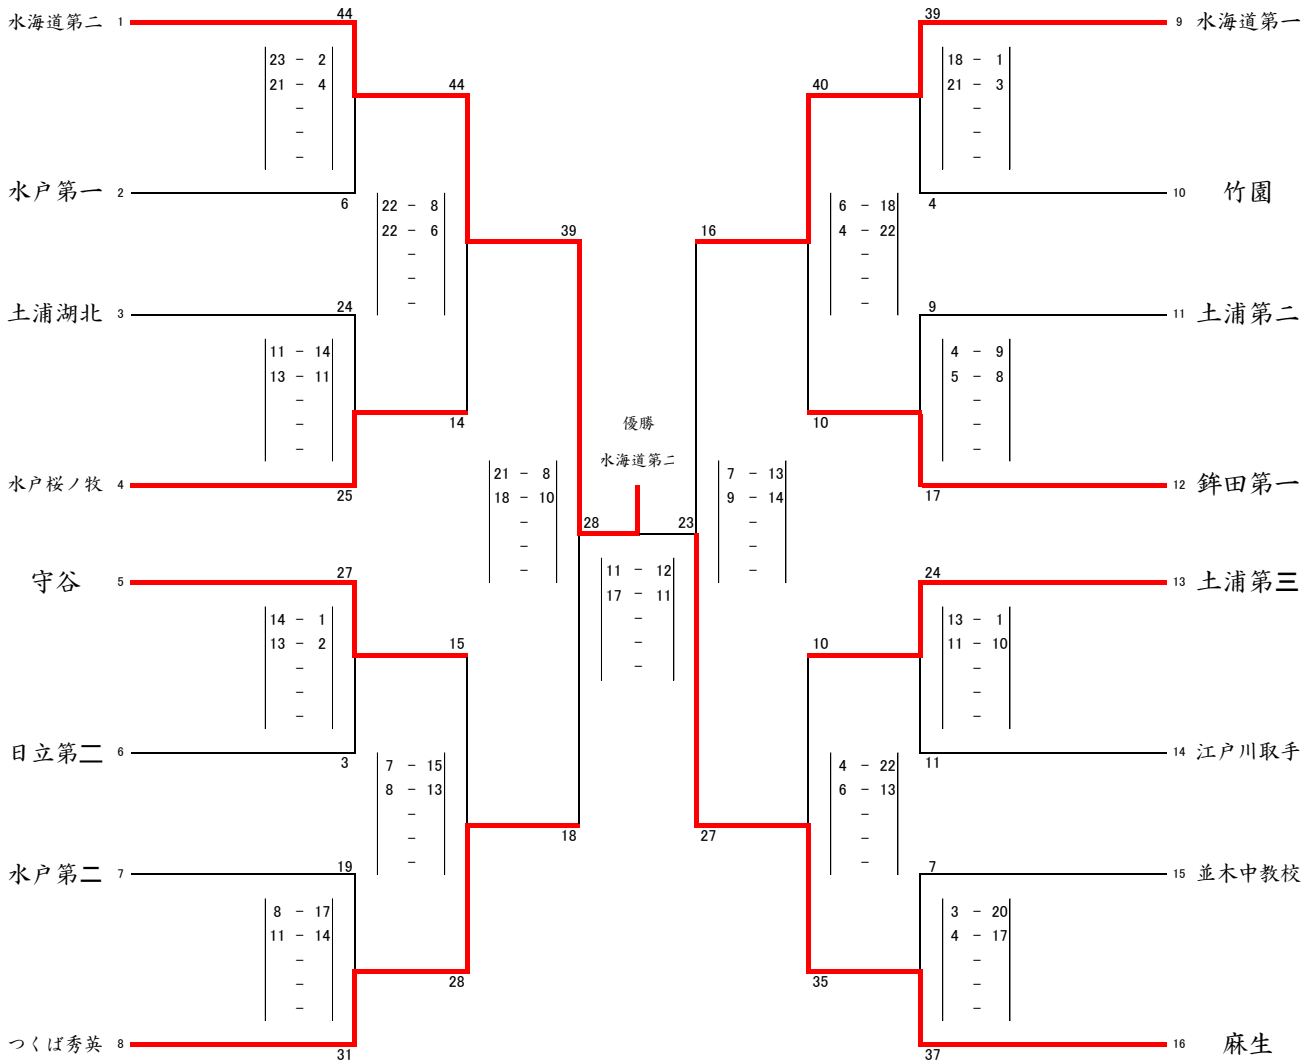 水海道第二 1 44
39 9 水海道第一
23 - 2
21 - 4
-
-
-
18 - 1
21 - 3
-
-
-
44
40
水戸第一 2 6
4 10 竹園
22 - 8
22 - 6
-
-
-
6 - 18
4 - 22
-
-
-
39
16
土浦湖北 3 24
9 11 土浦第二
11 - 14
13 - 11
-
-
-
4 - 9
5 - 8
-
-
-
14
10
優勝
水海道第二
水戸桜ノ牧 4 25
17 12 鉾田第一
21 - 8
18 - 10
-
-
-
7 - 13
9 - 14
-
-
-
28
23
11 - 12
17 - 11
-
-
-
守谷 5 27
24 13 土浦第三
14 - 1
13 - 2
-
-
-
13 - 1
11 - 10
-
-
-
15
10
日立第二 6 3
11 14 江戸川取手
7 - 15
8 - 13
-
-
-
4 - 22
6 - 13
-
-
-
18
27
水戸第二 7 19
7 15 並木中教校
8 - 17
11 - 14
-
-
-
3 - 20
4 - 17
-
-
-
28
35
つくば秀英 8 31
37 16 麻生